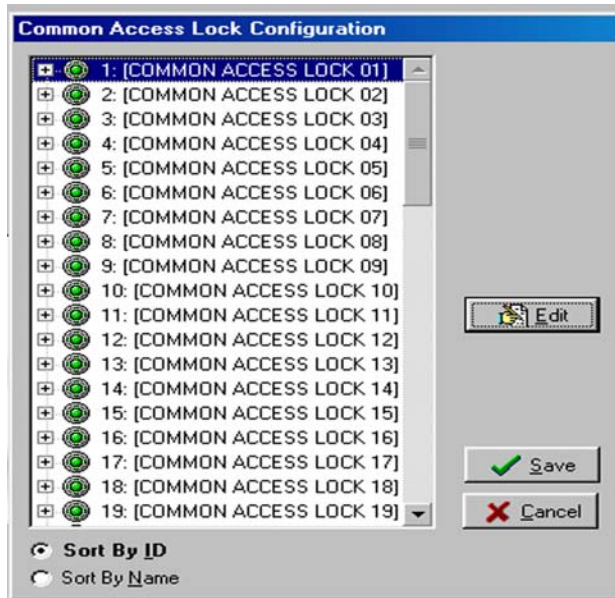 Common Access Lock Configuration
1: [COMMON ACCESS LOCK 01]
2: [COMMON ACCESS LOCK 02]
3: [COMMON ACCESS LOCK 03]
4: [COMMON ACCESS LOCK 04]
5: [COMMON ACCESS LOCK 05]
6: [COMMON ACCESS LOCK 06]
7: [COMMON ACCESS LOCK 07]
8: [COMMON ACCESS LOCK 08]
9: [COMMON ACCESS LOCK 09]
10: [COMMON ACCESS LOCK 10]
11: [COMMON ACCESS LOCK 11]
12: [COMMON ACCESS LOCK 12]
13: [COMMON ACCESS LOCK 13]
14: [COMMON ACCESS LOCK 14]
15: [COMMON ACCESS LOCK 15]
16: [COMMON ACCESS LOCK 16]
17: [COMMON ACCESS LOCK 17]
18: [COMMON ACCESS LOCK 18]
19: [COMMON ACCESS LOCK 19]
Edit
Save
Cancel
Sort By ID
Sort By Name